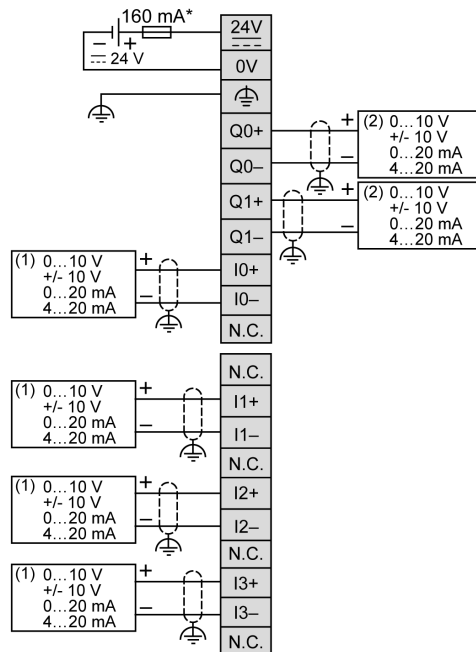 160 mA*
24V
– +
24 V
0V
Q0+
+
(2) 0...10 V
+/- 10 V
0...20 mA
4...20 mA
Q0–
–
Q1+
+
(2) 0...10 V
+/- 10 V
0...20 mA
4...20 mA
Q1–
–
(1) 0...10 V
+/- 10 V
0...20 mA
4...20 mA
+
I0+
–
I0–
N.C.
N.C.
(1) 0...10 V
+/- 10 V
0...20 mA
4...20 mA
+
I1+
–
I1–
N.C.
(1) 0...10 V
+/- 10 V
0...20 mA
4...20 mA
+
I2+
–
I2–
N.C.
(1) 0...10 V
+/- 10 V
0...20 mA
4...20 mA
+
I3+
–
I3–
N.C.